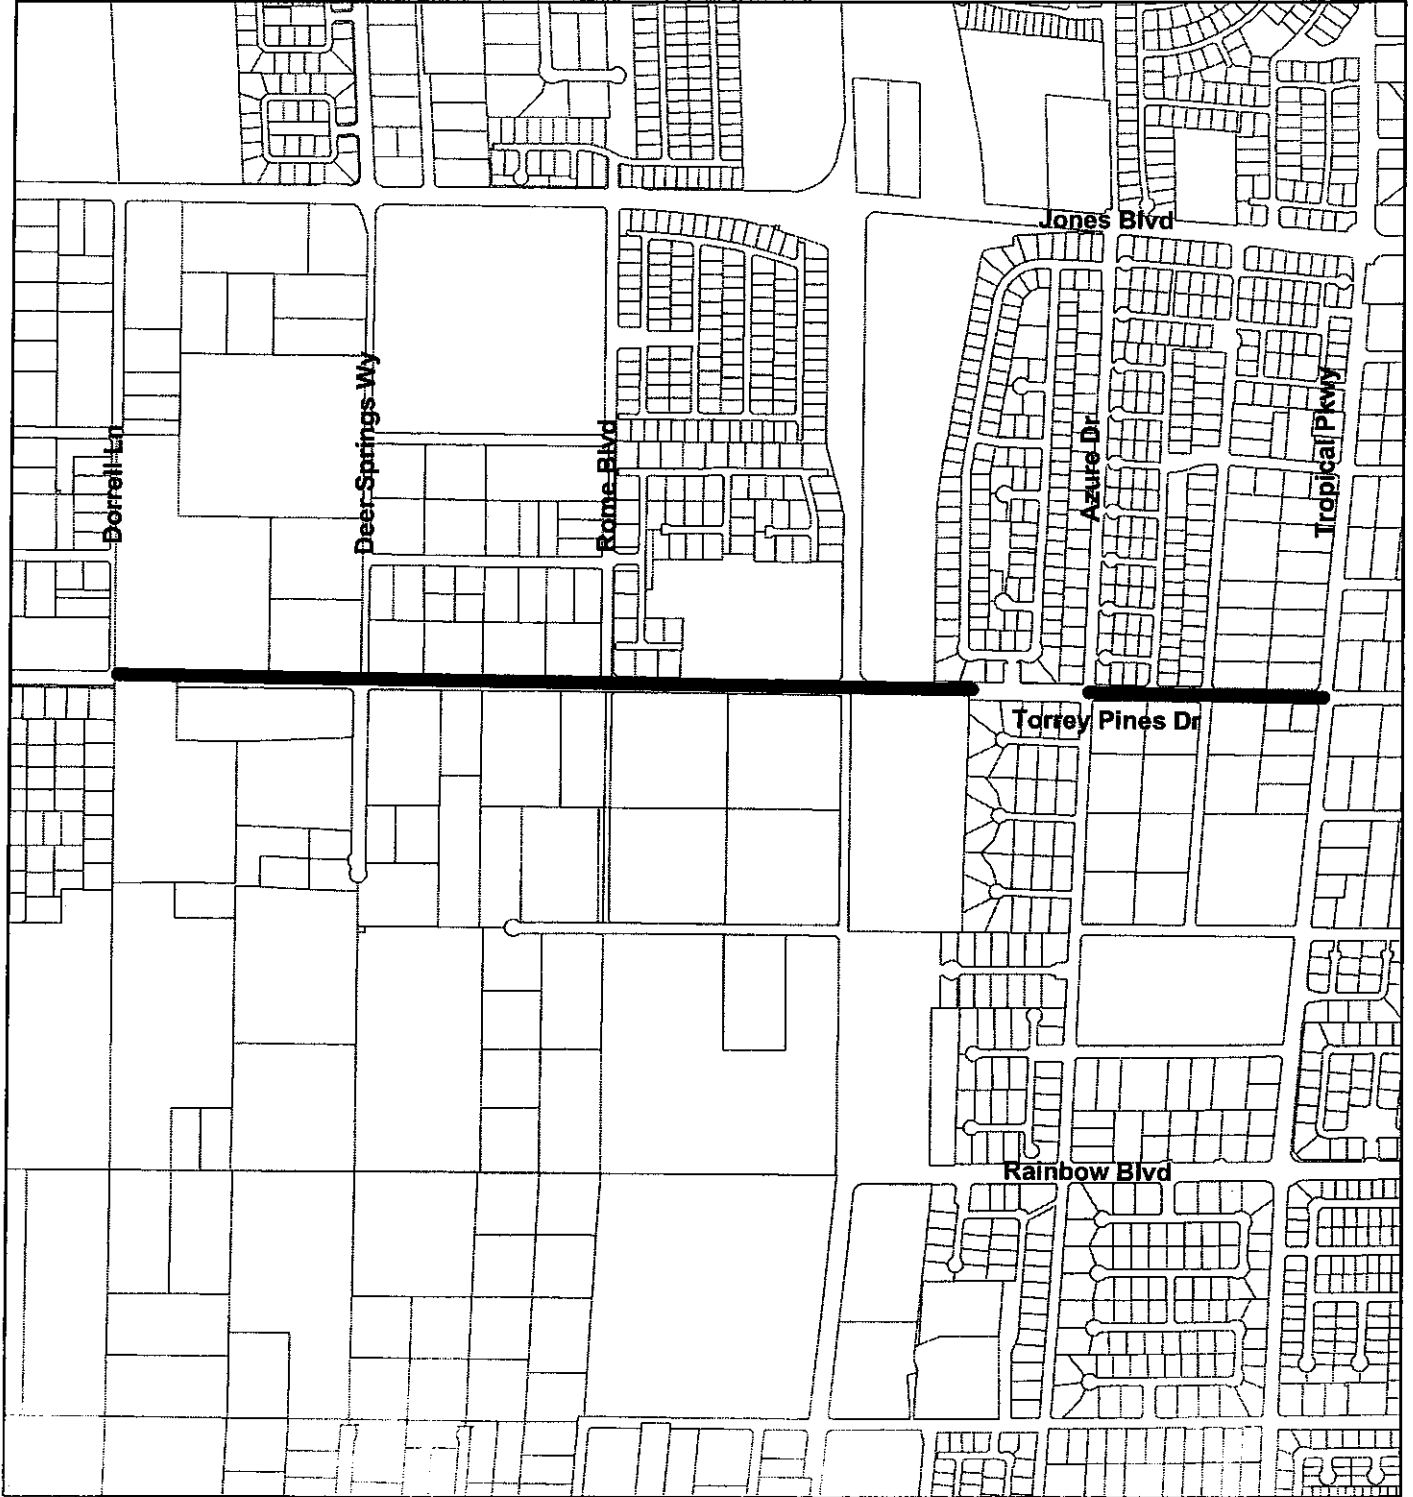 Jones Blvd
Dorrell Ln
Deer Springs Wy
Rome Blvd
Azure Dr
Tropical Pkwy
Torrey Pines Dr
Rainbow Blvd